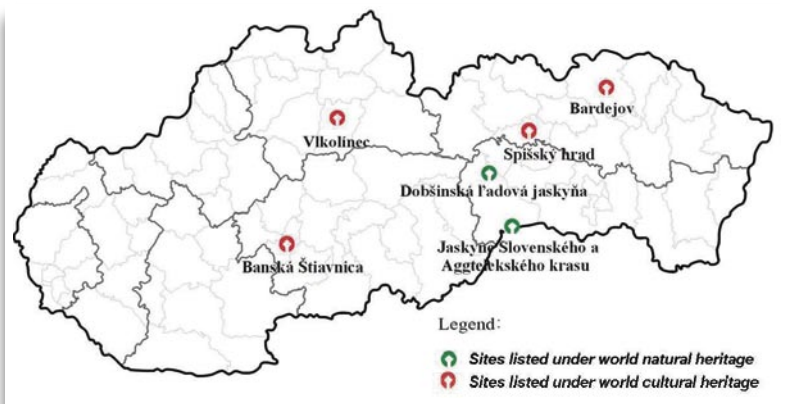 Bardejov
Vlkolínec
Spišský hrad
Dobšinská ľadová jaskyňa
Jaskyne Slovenského a
Aggtelekského krasu
Banská Štiavnica
Legend:
Sites listed under world natural heritage
Sites listed under world cultural heritage